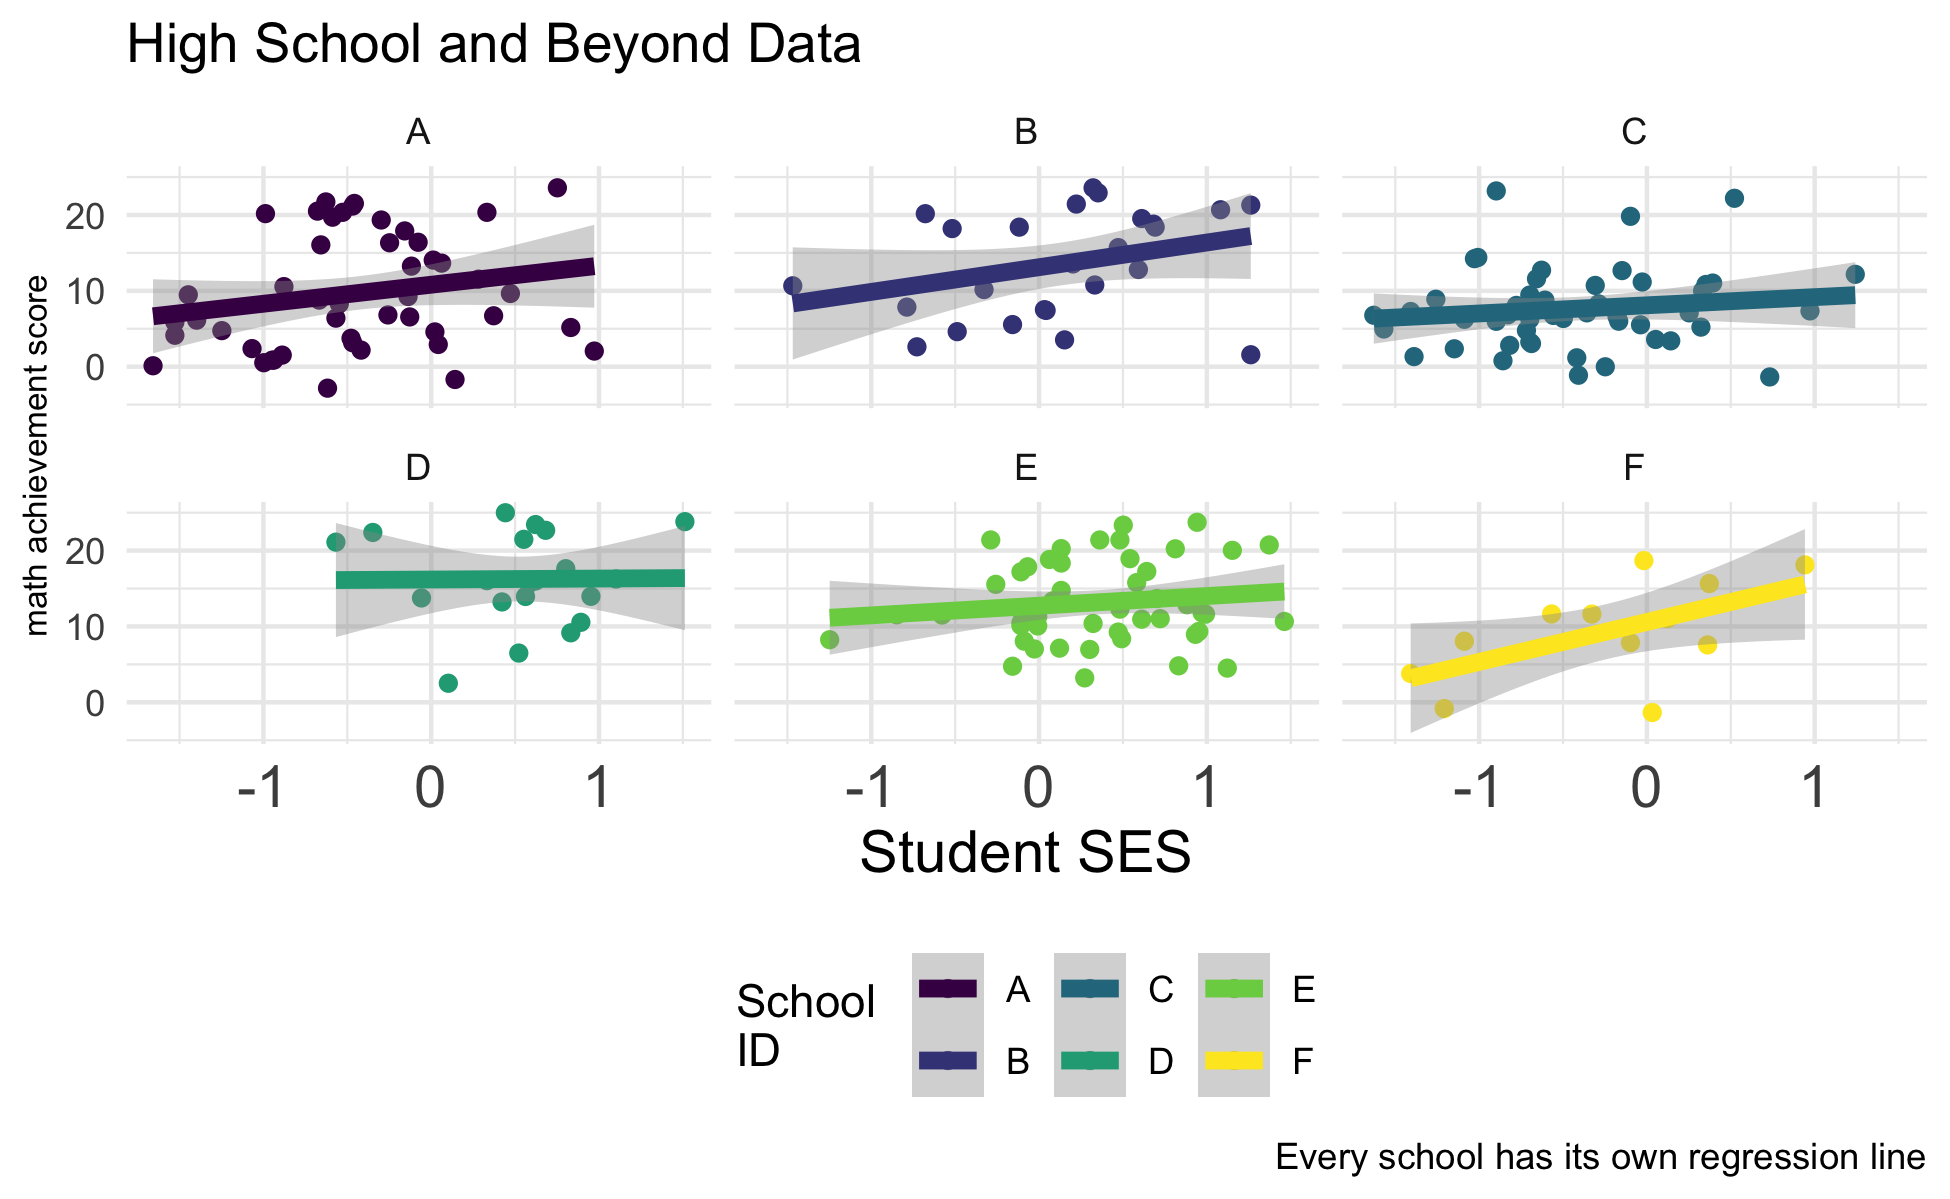 High School and Beyond Data
A
B
C
20
10
0
math achievement score
D
E
F
20
10
0
-1 0 1 -1 0 1 -1 0 1
Student SES
School
ID
A C E
B D F
Every school has its own regression line